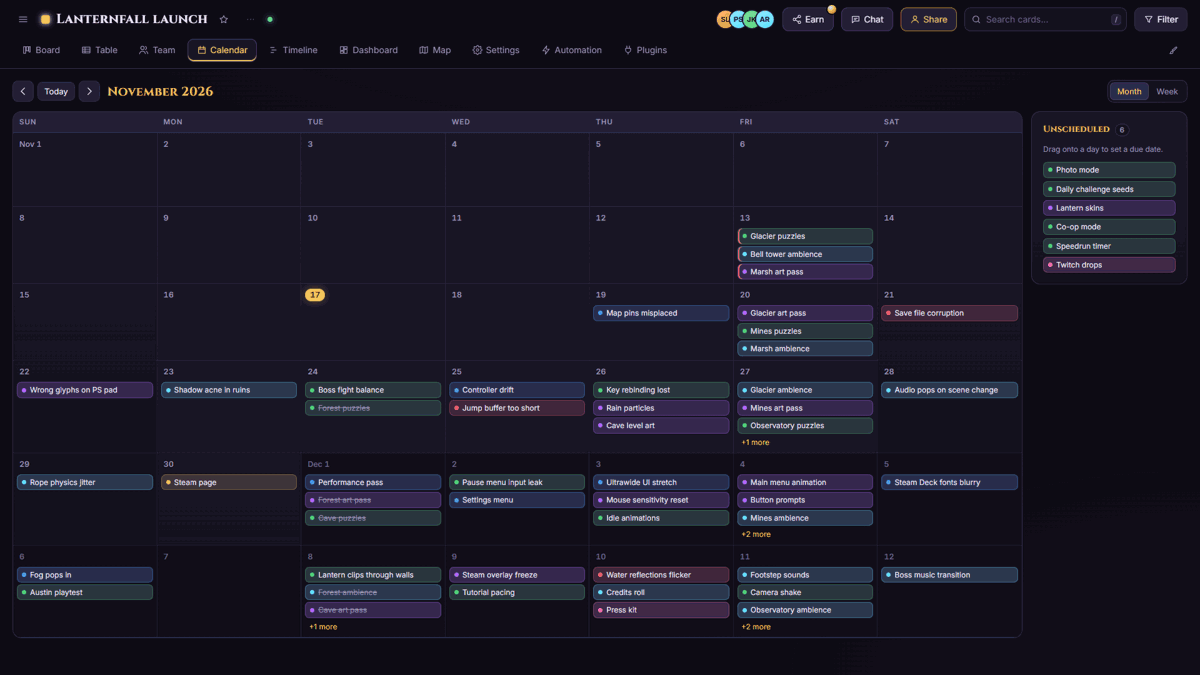 LANTERNFALL LAUNCH
SL PS JK AR
Earn
Chat
Share
Search cards... /
Filter
Board
Table
Team
Calendar
Timeline
Dashboard
Map
Settings
Automation
Plugins
Today
NOVEMBER 2026
Month
Week
SUN MON TUE WED THU FRI SAT
Nov 1 2 3 4 5 6 7
8 9 10 11 12 13 14
Glacier puzzles
Bell tower ambience
Marsh art pass
15 16 17 18 19 20 21
Map pins misplaced Glacier art pass Save file corruption
Mines puzzles
Marsh ambience
22 23 24 25 26 27 28
Wrong glyphs on PS pad Shadow acne in ruins Boss fight balance Controller drift Key rebinding lost Glacier ambience Audio pops on scene change
Forest puzzles Jump buffer too short Rain particles Mines art pass
Cave level art Observatory puzzles
+1 more
29 30 Dec 1 2 3 4 5
Rope physics jitter Steam page Performance pass Pause menu input leak Ultrawide UI stretch Main menu animation Steam Deck fonts blurry
Forest art pass Settings menu Mouse sensitivity reset Button prompts
Cave puzzles Idle animations Mines ambience
+2 more
6 7 8 9 10 11 12
Fog pops in Lantern clips through walls Steam overlay freeze Water reflections flicker Footstep sounds Boss music transition
Austin playtest Forest ambience Tutorial pacing Credits roll Camera shake
Cave art pass Press kit Observatory ambience
+1 more +2 more
UNSCHEDULED 6
Drag onto a day to set a due date.
Photo mode
Daily challenge seeds
Lantern skins
Co-op mode
Speedrun timer
Twitch drops